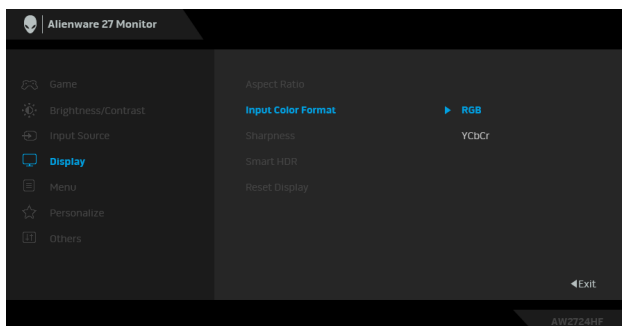 Alienware 27 Monitor
Game
Brightness/Contrast
Input Source
Display
Menu
Personalize
Others
Aspect Ratio
Input Color Format
Sharpness
Smart HDR
Reset Display
RGB
YCbCr
Exit
AW2724HF